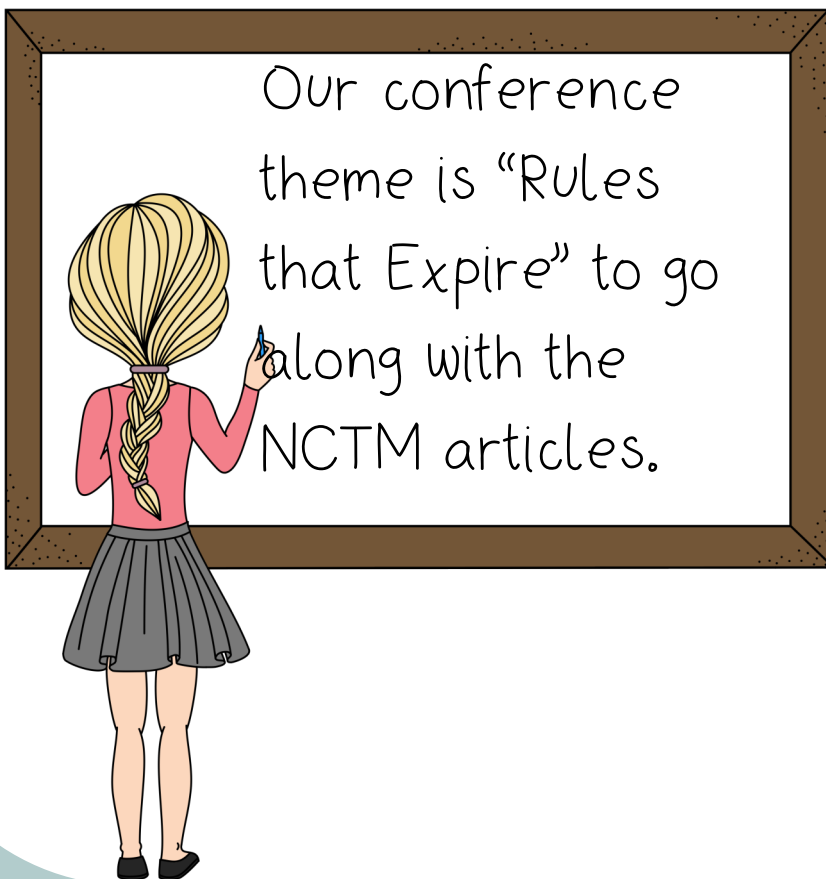 Our conference
theme is “Rules
that Expire” to go
along with the
NCTM articles.